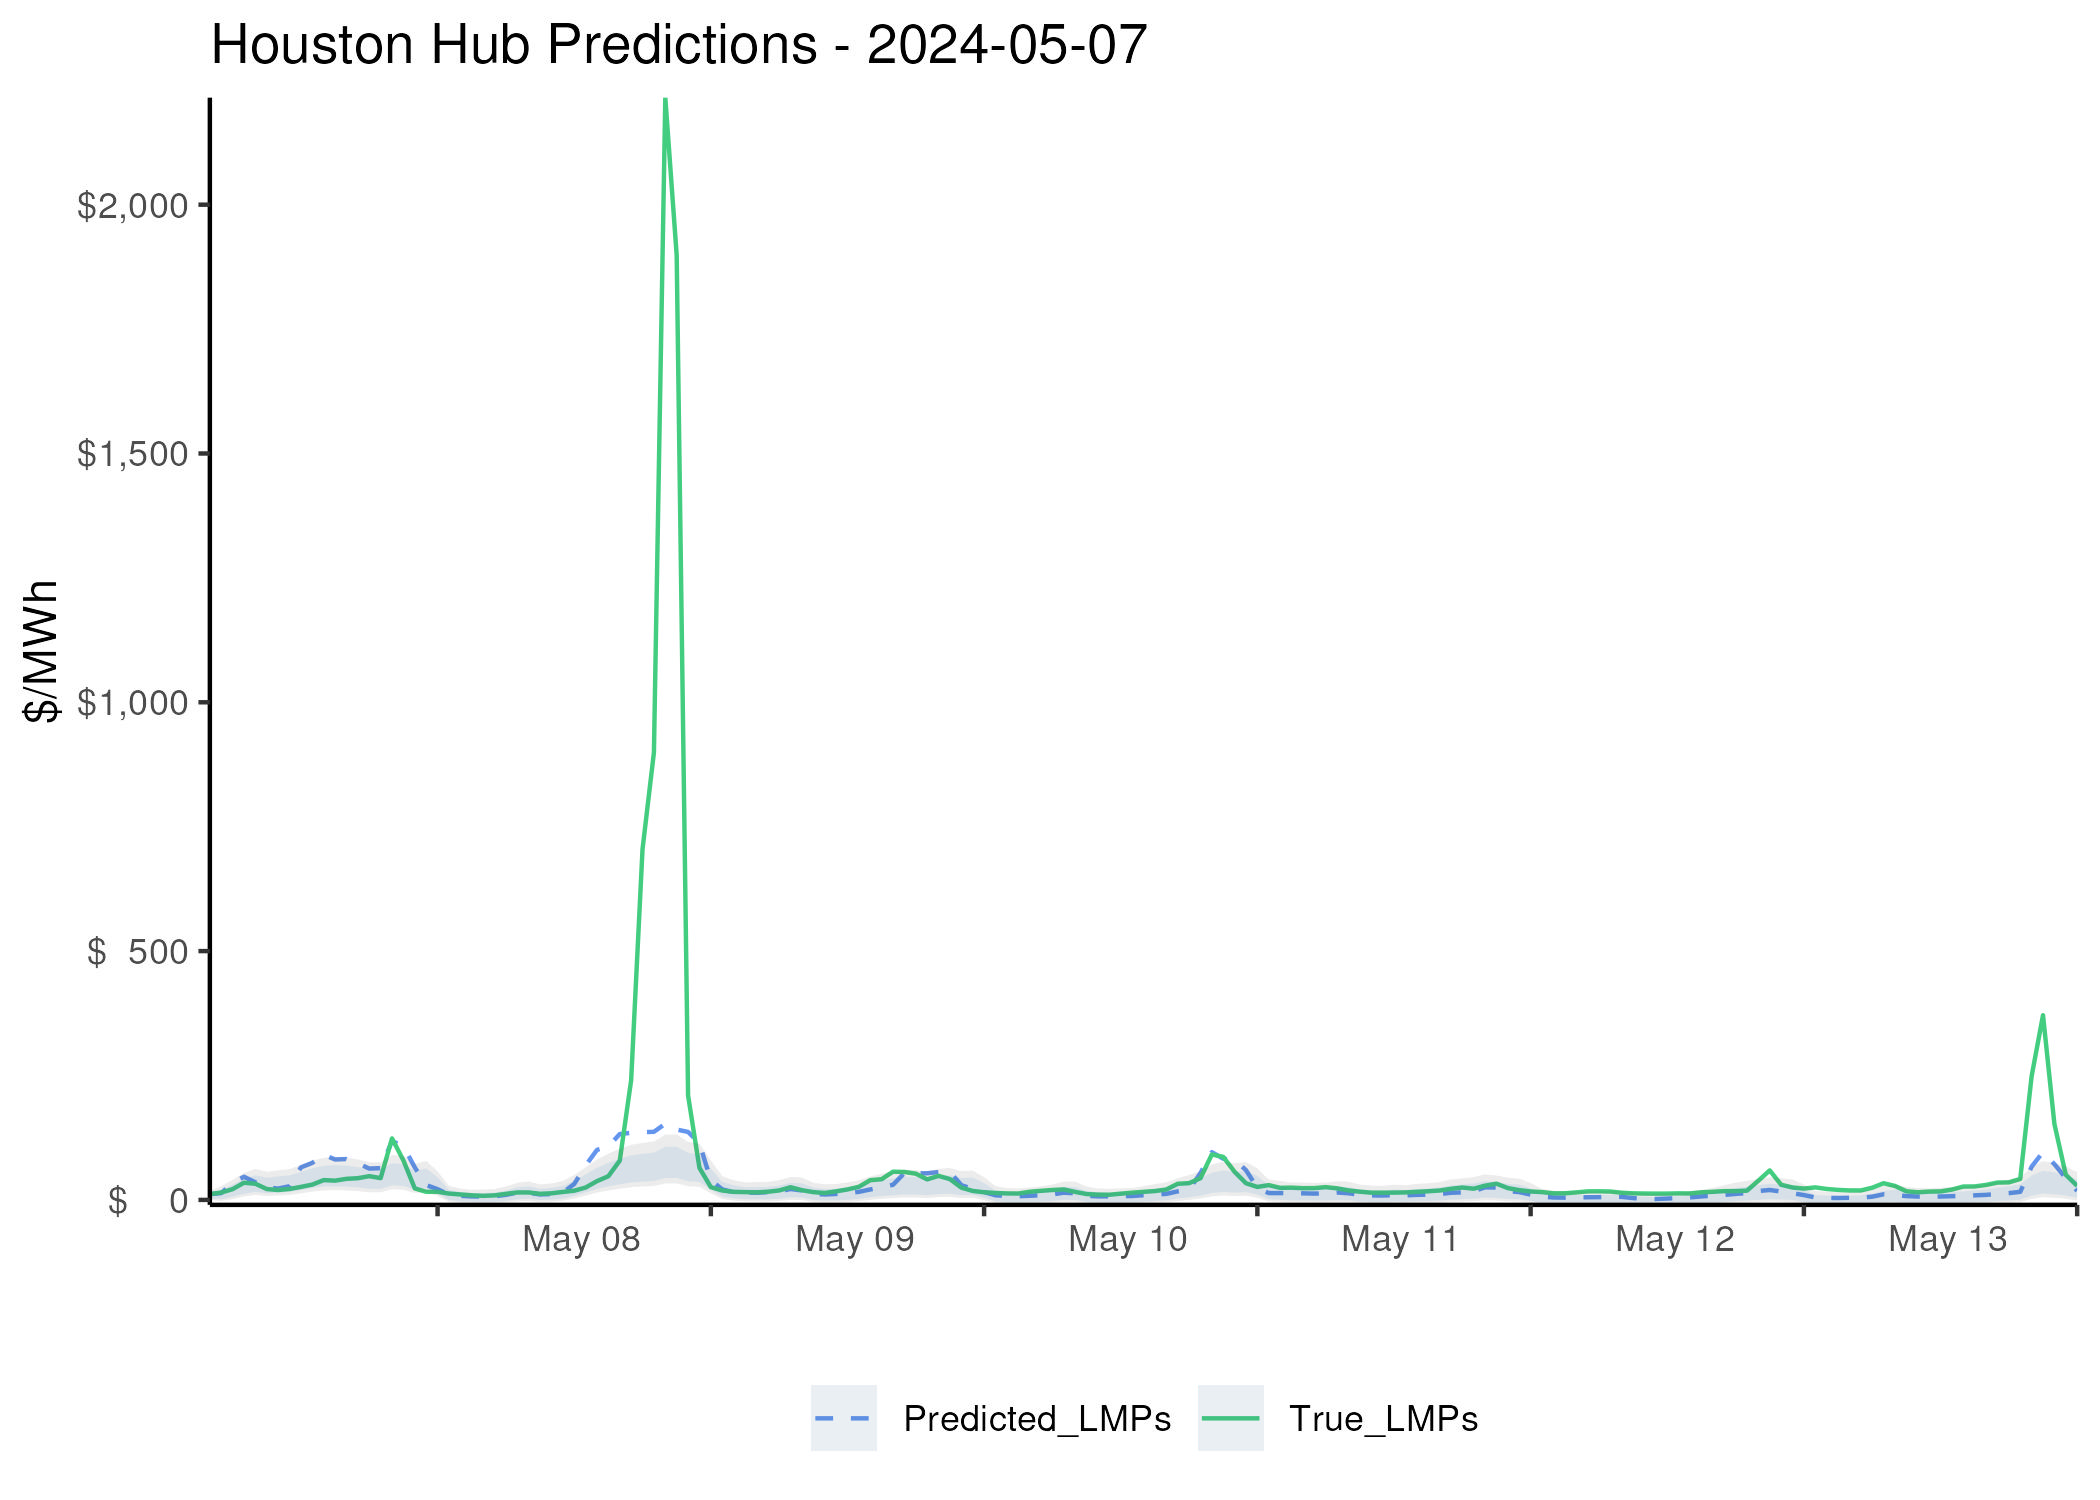 Houston Hub Predictions - 2024-05-07
$/MWh
$2,000
$1,500
$1,000
$ 500
$ 0
May 08 May 09 May 10 May 11 May 12 May 13
Predicted_LMPs True_LMPs